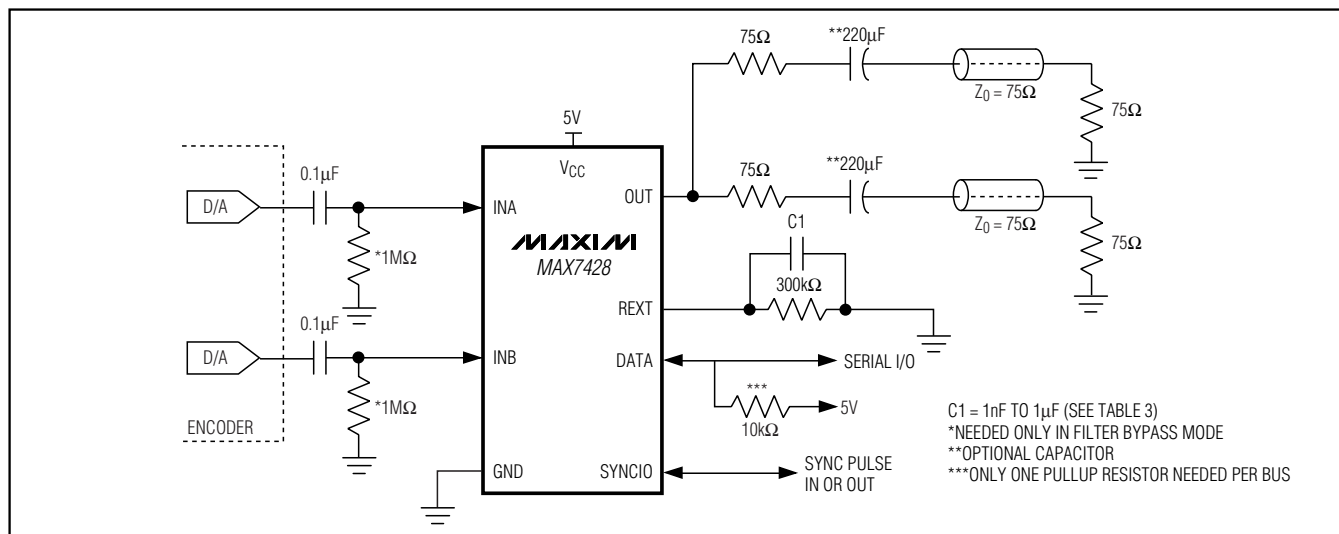 75Ω
**220µF
Z0 = 75Ω
75Ω
5V
VCC
ENCODER
D/A
0.1µF
*1MΩ
INA
OUT
75Ω
**220µF
Z0 = 75Ω
75Ω
MAXIM
MAX7428
C1
300kΩ
REXT
D/A
0.1µF
*1MΩ
INB
DATA
SERIAL I/O
***
10kΩ
5V
GND
SYNCIO
SYNC PULSE
IN OR OUT
C1 = 1nF TO 1µF (SEE TABLE 3)
*NEEDED ONLY IN FILTER BYPASS MODE
**OPTIONAL CAPACITOR
***ONLY ONE PULLUP RESISTOR NEEDED PER BUS